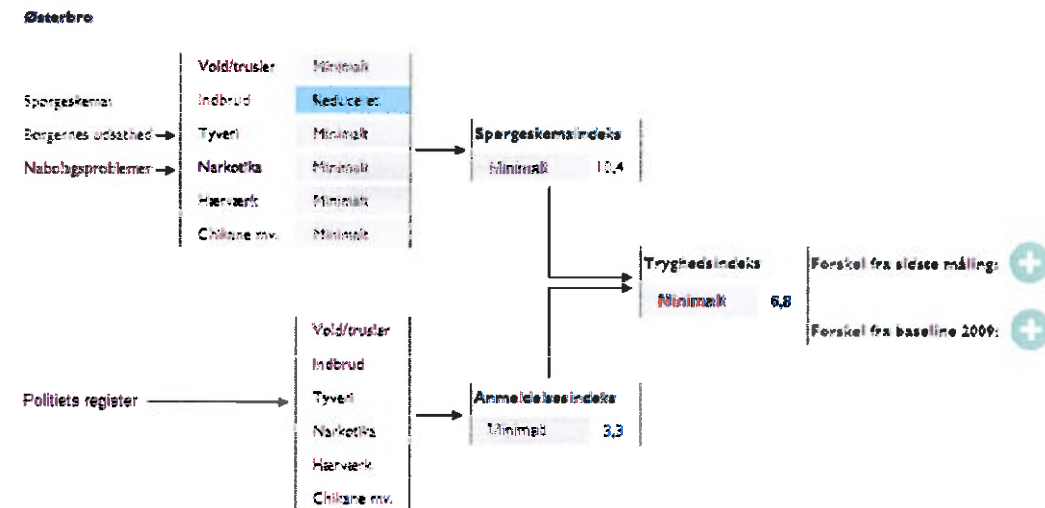 Østerbro
Vold/trusler Minimalt
Spørgeskema: Indbrud Reduceret
Borgernes udsathed Tyveri Minimalt
Nabolagsproblemer Narkotika Minimalt
Hærværk Minimalt
Chikane mv. Minimalt
Spørgeskemaindeks
Minimalt 10,4
Tryghedsindeks
Minimalt 6,8
Forskel fra sidste måling:
Forskel fra baseline 2009:
Politiets register
Vold/trusler
Indbrud
Tyveri
Narkotika
Hærværk
Chikane mv.
Anmeldelsesindeks
Minimalt 3,3